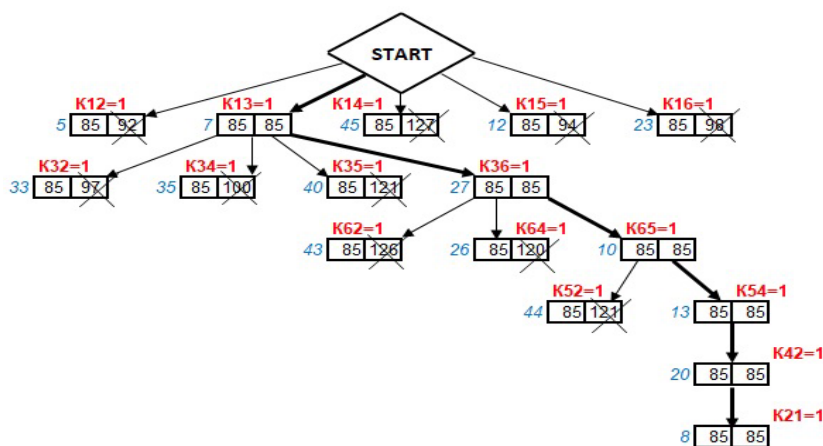 START
K12=1 K13=1 K14=1 K15=1 K16=1
5 85 92 7 85 85 45 85 127 12 85 94 23 85 98
K32=1 K34=1 K35=1 K36=1
33 85 97 35 85 100 40 85 121 27 85 85
K62=1 K64=1 K65=1
43 85 126 26 85 120 10 85 85
K52=1 K54=1
44 85 121 13 85 85
K42=1
20 85 85
K21=1
8 85 85